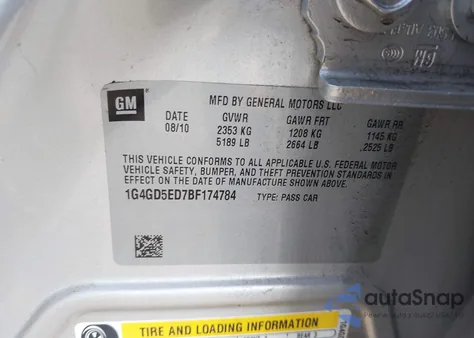 GM
MFD BY GENERAL MOTORS LLC
DATE GVWR GAWR FRT GAWR RR
08/10 2353 KG 1208 KG 1145 KG
5189 LB 2664 LB 2525 LB
THIS VEHICLE CONFORMS TO ALL APPLICABLE U.S. FEDERAL MOTOR
VEHICLE SAFETY, BUMPER, AND THEFT PREVENTION STANDARDS IN
EFFECT ON THE DATE OF MANUFACTURE SHOWN ABOVE.
1G4GD5ED7BF174784 TYPE: PASS CAR
TIRE AND LOADING INFORMATION
autoSnap